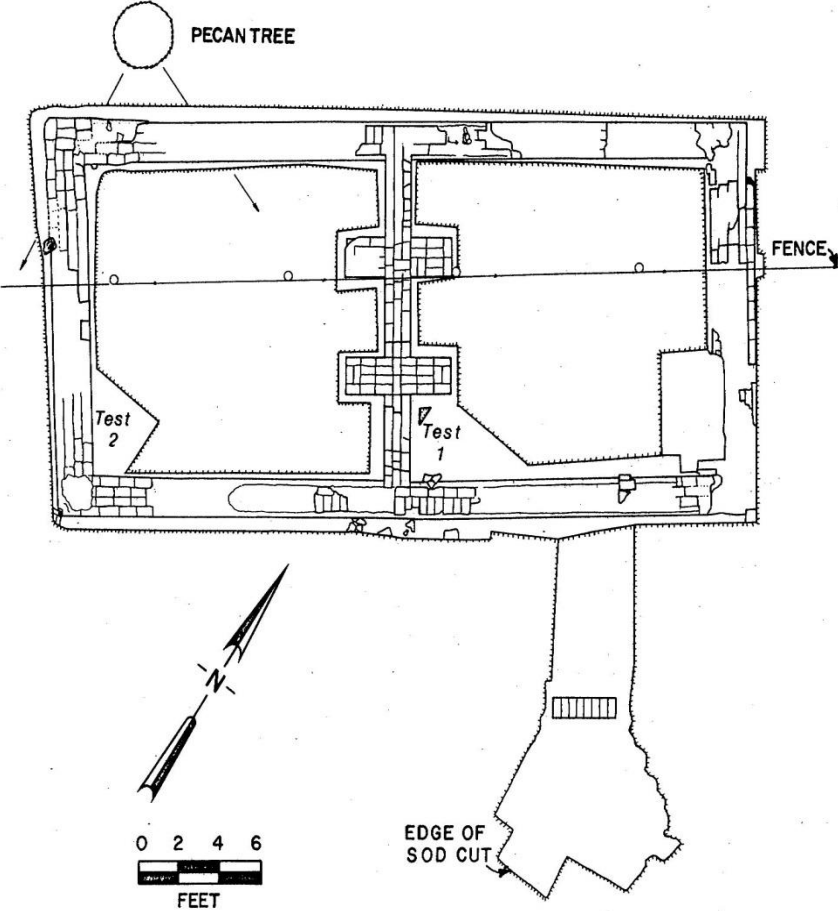 PECAN TREE
FENCE
Test
2
Test
1
N
EDGE OF
SOD CUT
0 2 4 6
FEET